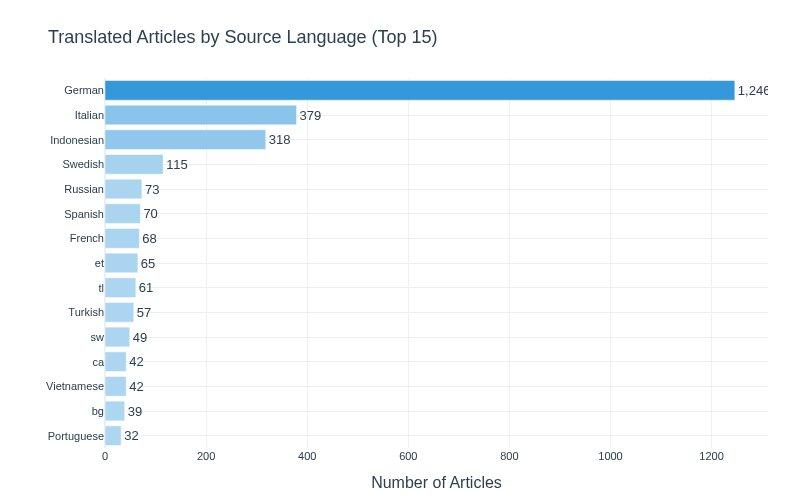 Translated Articles by Source Language (Top 15)
German 1,246
Italian 379
Indonesian 318
Swedish 115
Russian 73
Spanish 70
French 68
et 65
tl 61
Turkish 57
sw 49
ca 42
Vietnamese 42
bg 39
Portuguese 32
0 200 400 600 800 1000 1200
Number of Articles